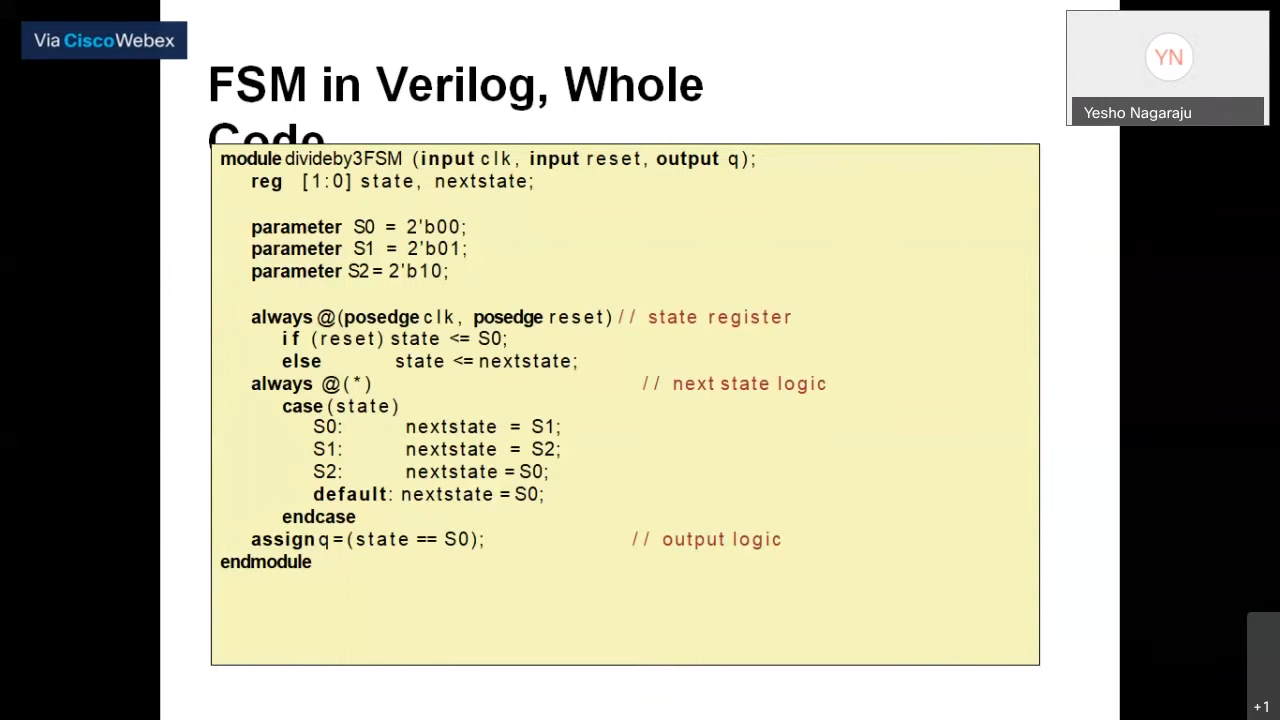 Via CiscoWebex
YN
Yesho Nagaraju
FSM in Verilog, Whole
Code
module divideby3FSM (input clk, input reset, output q);
reg [1:0] state, nextstate;
parameter S0 = 2'b00;
parameter S1 = 2'b01;
parameter S2 = 2'b10;
always @(posedge clk, posedge reset) // state register
if (reset) state <= S0;
else state <= nextstate;
always @(*) // next state logic
case (state)
S0: nextstate = S1;
S1: nextstate = S2;
S2: nextstate = S0;
default: nextstate = S0;
endcase
assign q = (state == S0); // output logic
endmodule
+1